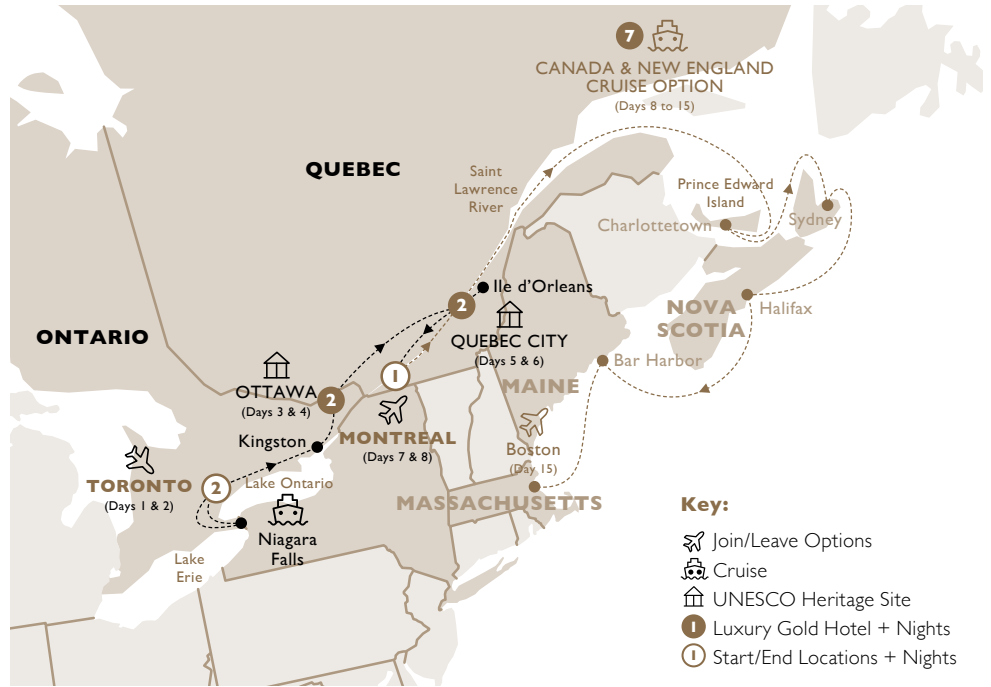 7
CANADA & NEW ENGLAND
CRUISE OPTION
(Days 8 to 15)
QUEBEC
Saint
Lawrence
River
Prince Edward
Island
Charlottetown
Sydney
2
Ile d'Orleans
NOVA
SCOTIA
Halifax
ONTARIO
QUEBEC CITY
(Days 5 & 6)
Bar Harbor
OTTAWA
(Days 3 & 4)
2
1
MAINE
Kingston
MONTREAL
(Days 7 & 8)
Boston
(Day 15)
TORONTO
(Days 1 & 2)
2
Lake Ontario
MASSACHUSETTS
Niagara
Falls
Lake
Erie
Key:
Join/Leave Options
Cruise
UNESCO Heritage Site
1 Luxury Gold Hotel + Nights
1 Start/End Locations + Nights